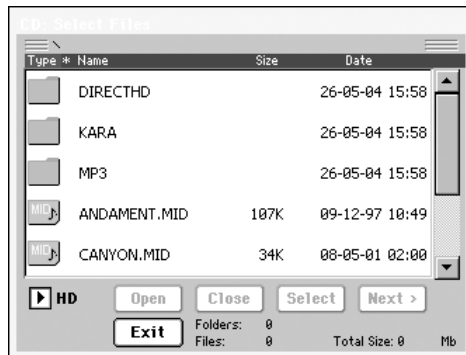 CD: Select Files
Type * Name Size Date
DIRECTHD 26-05-04 15:58
KARA 26-05-04 15:58
MP3 26-05-04 15:58
MID ANDAMENT.MID 107K 09-12-97 10:49
MID CANYON.MID 34K 08-05-01 02:00
HD Open Close Select Next >
Exit Folders: 0
Files: 0 Total Size: 0 Mb